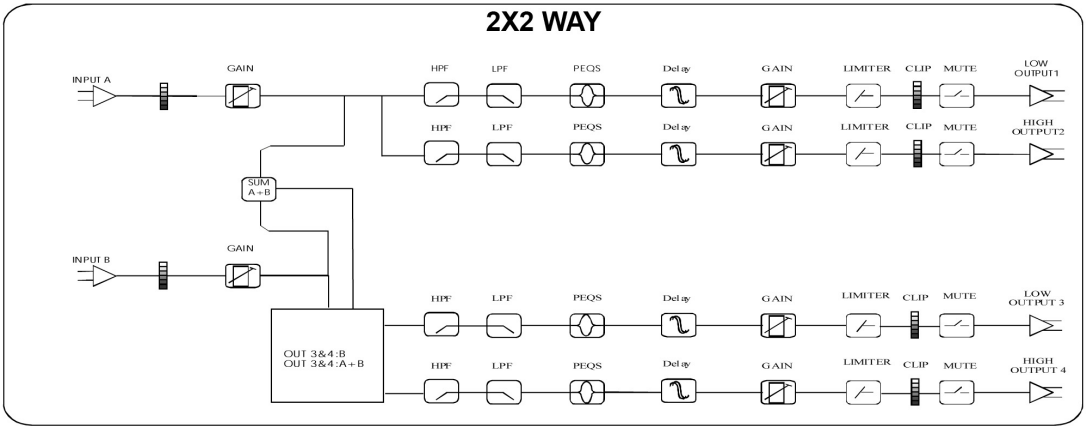 2X2 WAY
INPUT A
GAIN
HPF LPF PEQS Delay GAIN LIMITER CLIP MUTE
LOW
OUTPUT1
HPF LPF PEQS Delay GAIN LIMITER CLIP MUTE
HIGH
OUTPUT2
SUM
A+B
INPUT B
GAIN
HPF LPF PEQS Delay GAIN LIMITER CLIP MUTE
LOW
OUTPUT 3
OUT 3&4:B
OUT 3&4:A+B
HPF LPF PEQS Delay GAIN LIMITER CLIP MUTE
HIGH
OUTPUT 4